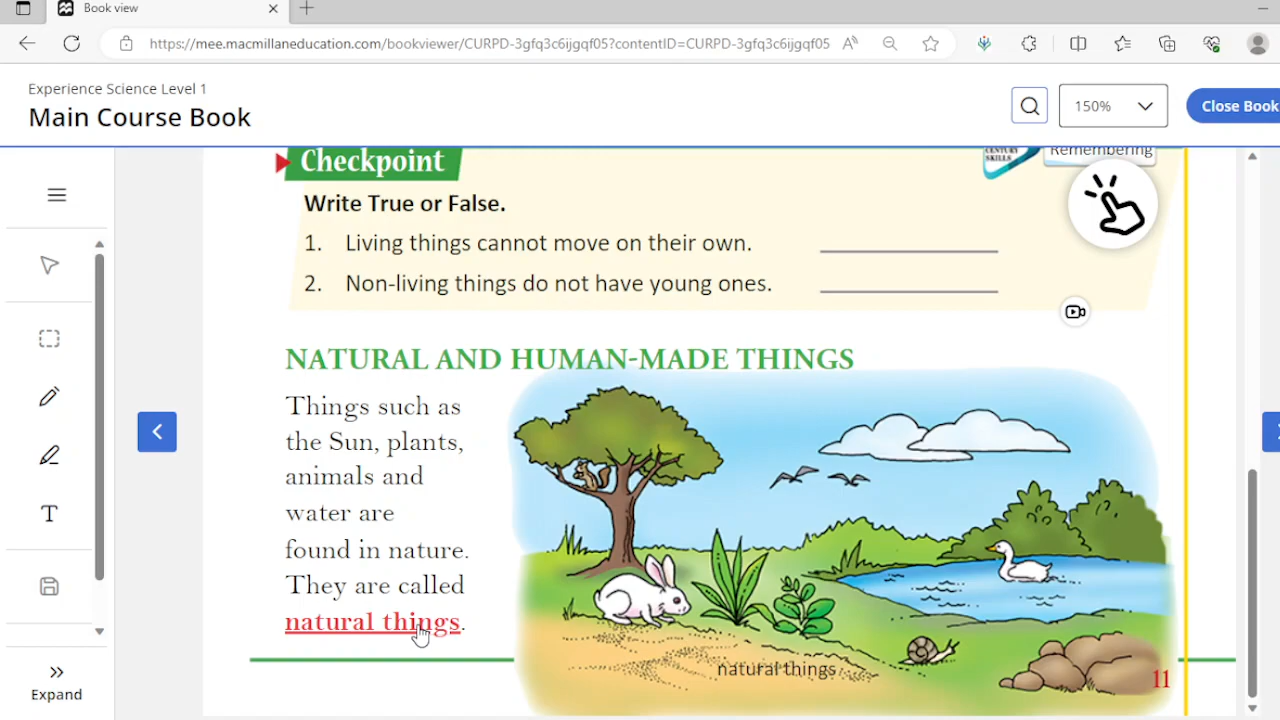 Book view
https://mee.macmillaneducation.com/bookviewer/CURPD-3gfq3c6ijgqf05?contentID=CURPD-3gfq3c6ijgqf05
Experience Science Level 1
Main Course Book
150%
Close Book
Checkpoint
CENTURY
SKILLS
Remembering
Write True or False.
1. Living things cannot move on their own.
2. Non-living things do not have young ones.
NATURAL AND HUMAN-MADE THINGS
Things such as
the Sun, plants,
animals and
water are
found in nature.
They are called
natural things.
natural things
11
T
Expand